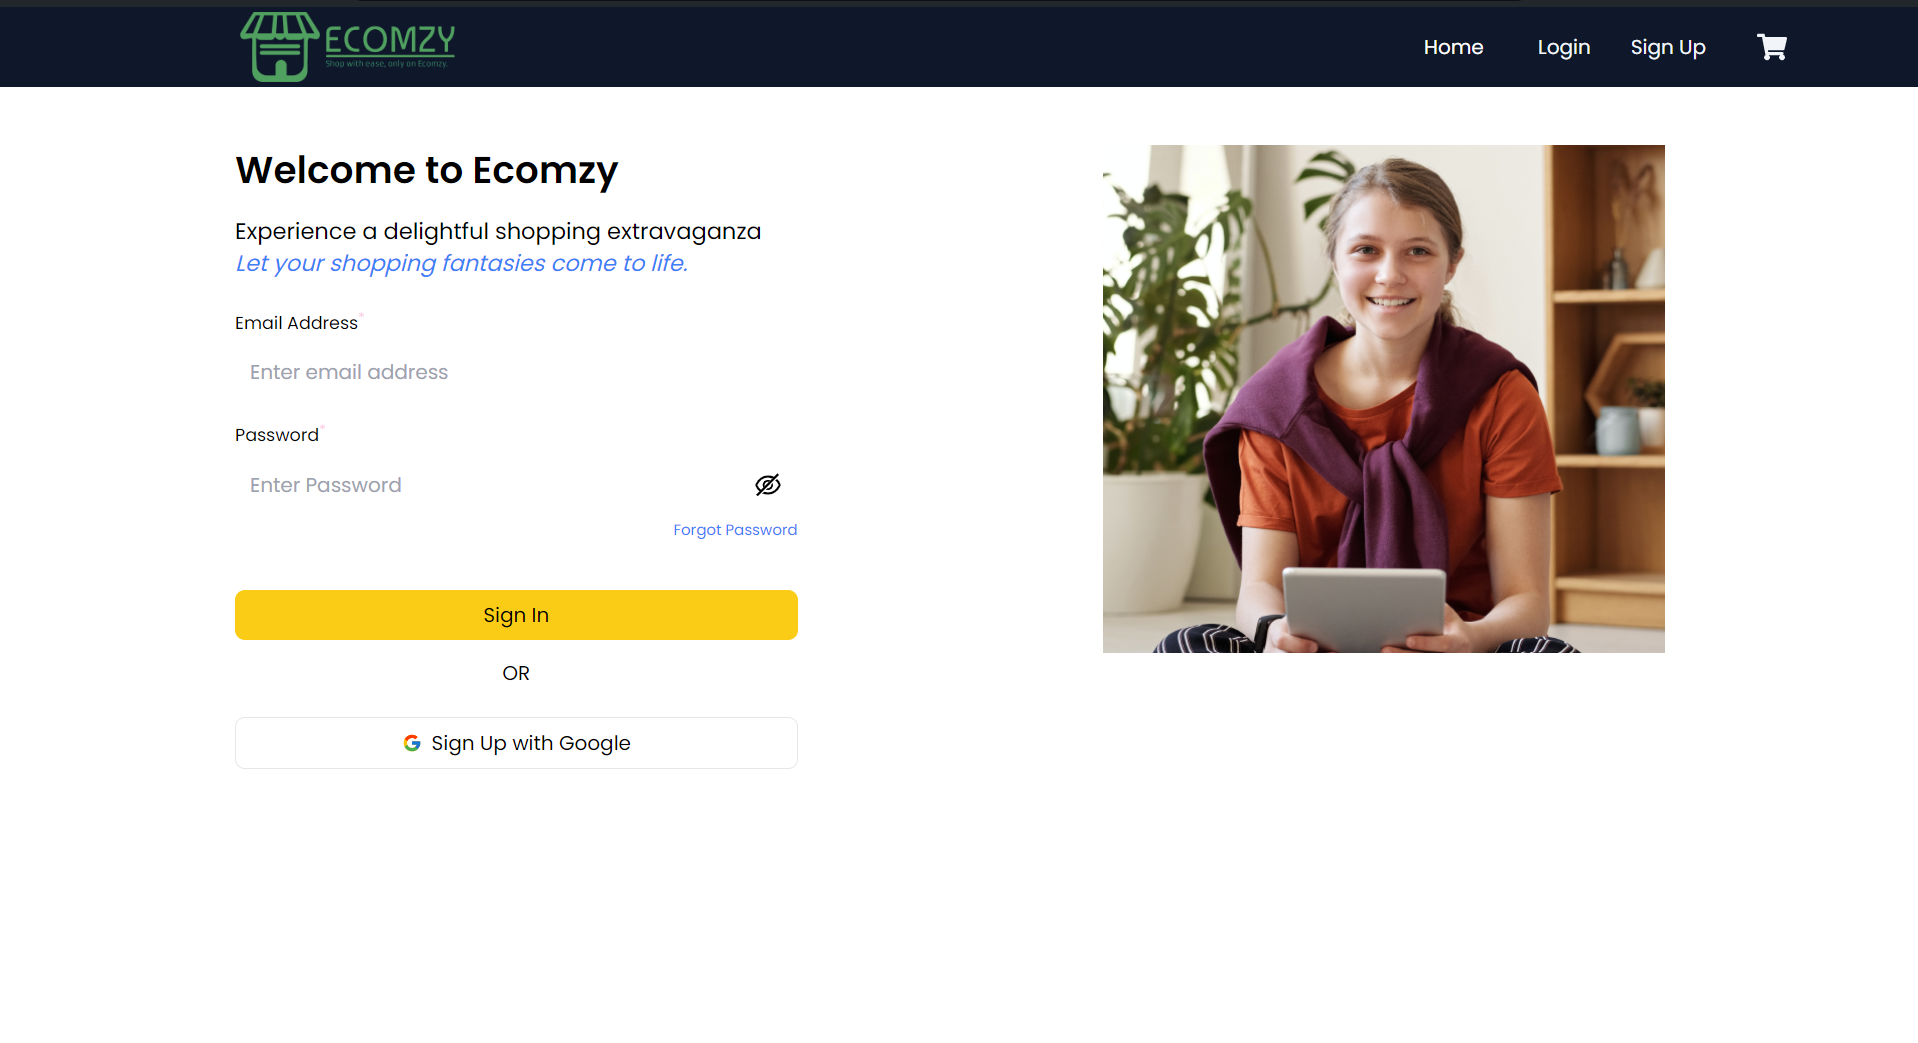 ECOMZY
Shop with ease, only on Ecomzy.
Home Login Sign Up
Welcome to Ecomzy
Experience a delightful shopping extravaganza
Let your shopping fantasies come to life.
Email Address*
Enter email address
Password*
Enter Password
Forgot Password
Sign In
OR
Sign Up with Google